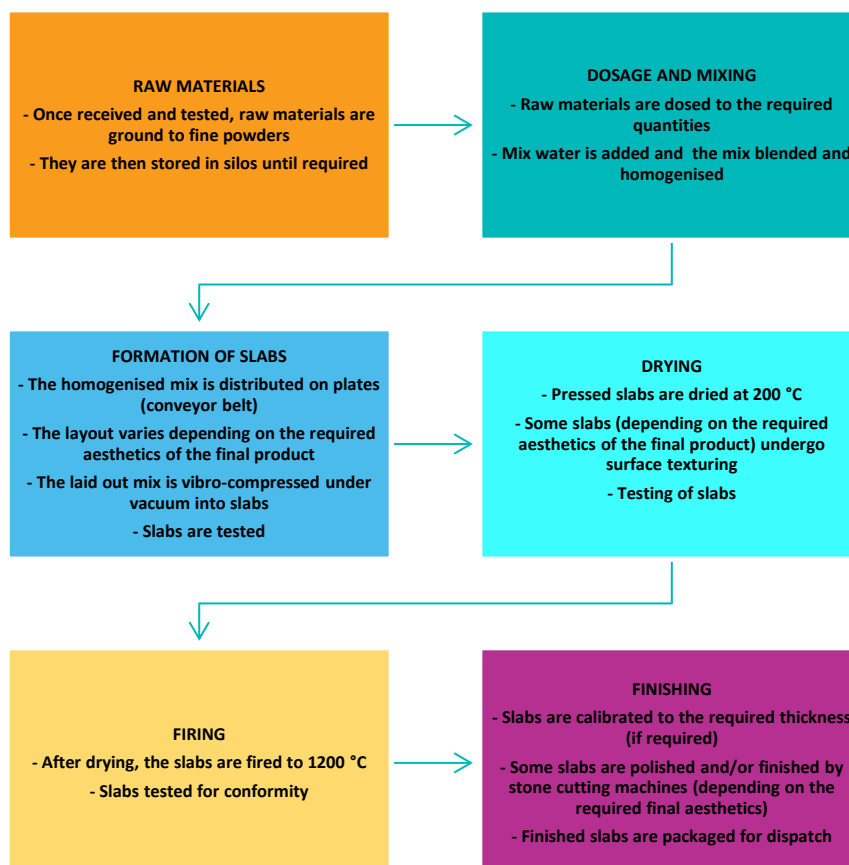 RAW MATERIALS
- Once received and tested, raw materials are
ground to fine powders
- They are then stored in silos until required
DOSAGE AND MIXING
- Raw materials are dosed to the required
quantities
- Mix water is added and  the mix blended and
homogenised
FORMATION OF SLABS
- The homogenised mix is distributed on plates
(conveyor belt)
- The layout varies depending on the required
aesthetics of the final product
- The laid out mix is vibro-compressed under
vacuum into slabs
- Slabs are tested
DRYING
- Pressed slabs are dried at 200 °C
- Some slabs (depending on the required
aesthetics of the final product) undergo
surface texturing
- Testing of slabs
FIRING
- After drying, the slabs are fired to 1200 °C
- Slabs tested for conformity
FINISHING
- Slabs are calibrated to the required thickness
(if required)
- Some slabs are polished and/or finished by
stone cutting machines (depending on the
required final aesthetics)
- Finished slabs are packaged for dispatch